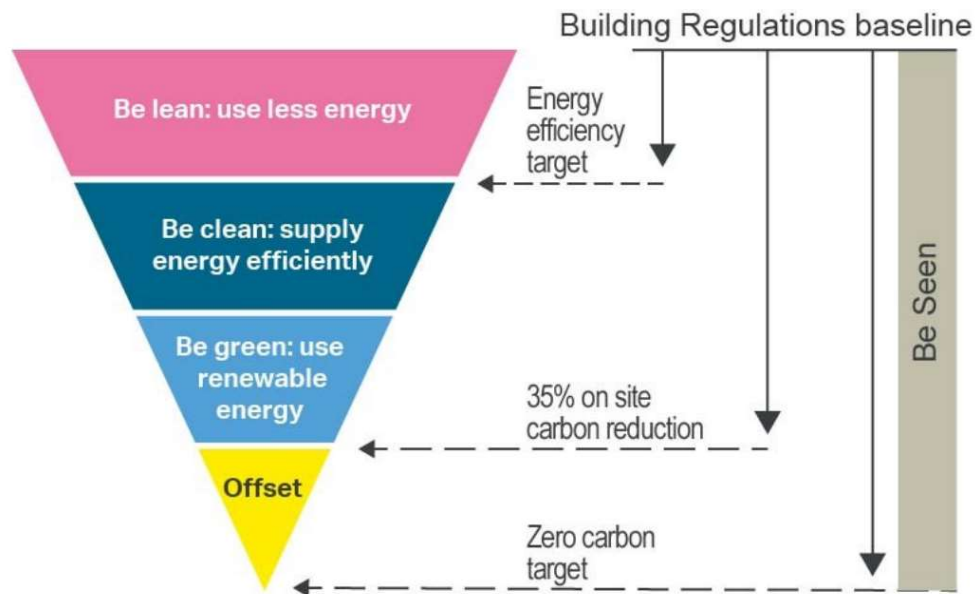 Building Regulations baseline
Be lean: use less energy
Energy
efficiency
target
Be clean: supply
energy efficiently
Be green: use
renewable
energy
35% on site
carbon reduction
Offset
Zero carbon
target
Be Seen